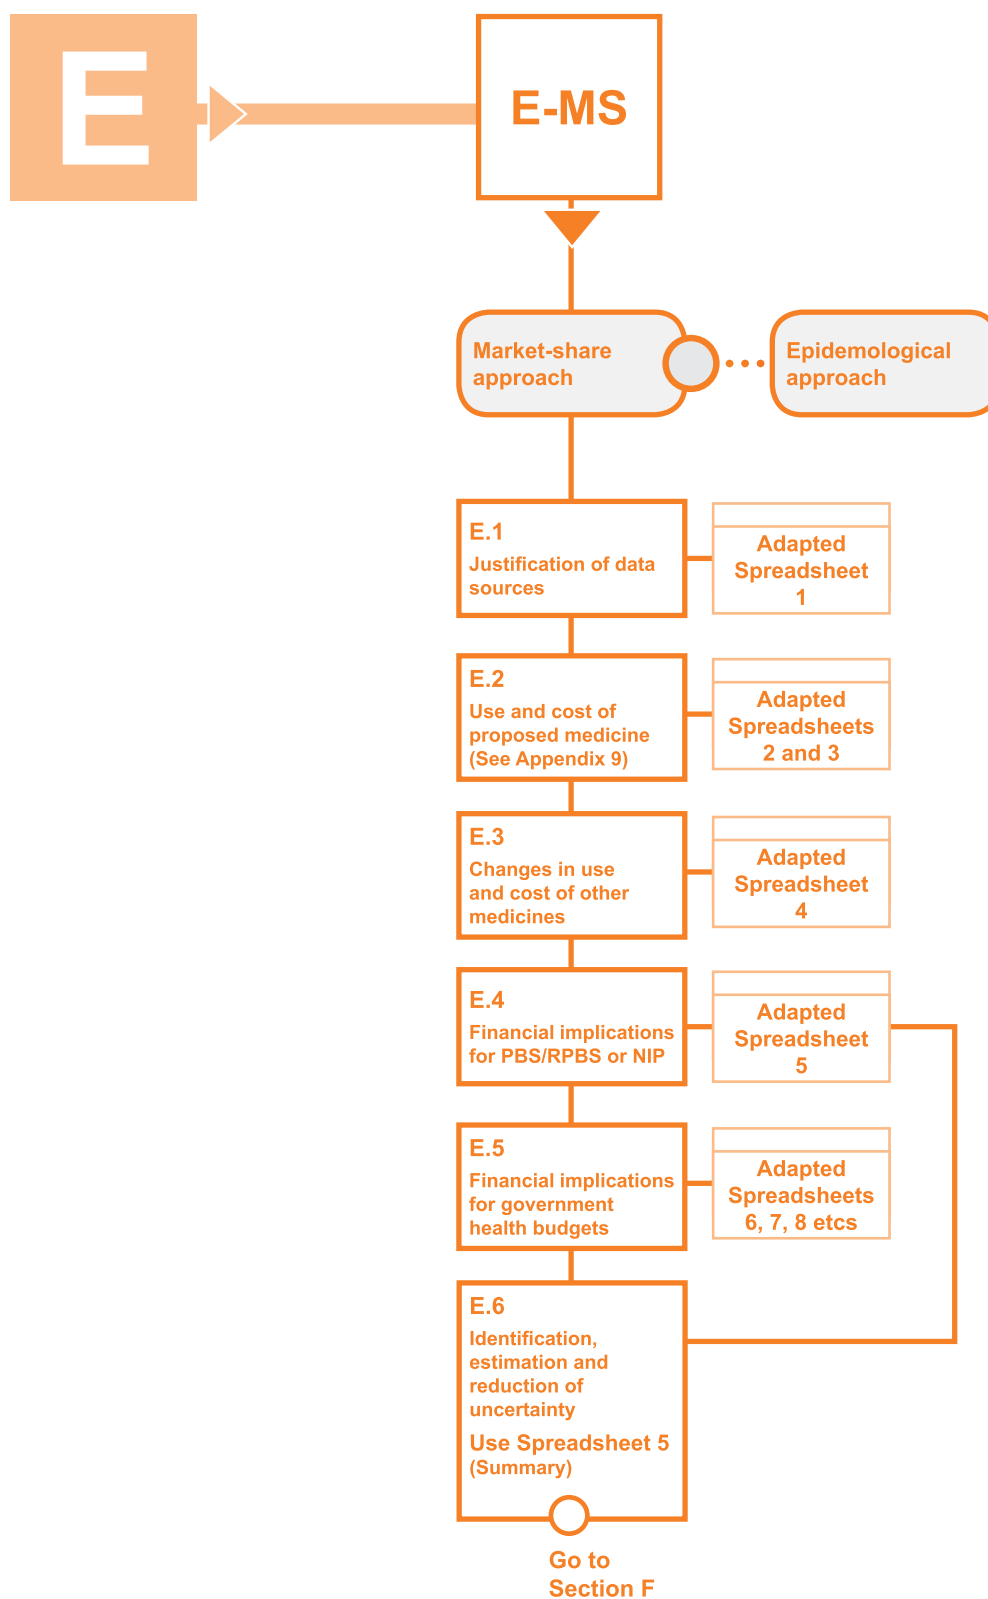 E
E-MS
Market-share
approach
Epidemological
approach
E.1
Justification of data
sources
Adapted
Spreadsheet
1
E.2
Use and cost of
proposed medicine
(See Appendix 9)
Adapted
Spreadsheets
2 and 3
E.3
Changes in use
and cost of other
medicines
Adapted
Spreadsheet
4
E.4
Financial implications
for PBS/RPBS or NIP
Adapted
Spreadsheet
5
E.5
Financial implications
for government
health budgets
Adapted
Spreadsheets
6, 7, 8 etcs
E.6
Identification,
estimation and
reduction of
uncertainty
Use Spreadsheet 5
(Summary)
Go to
Section F